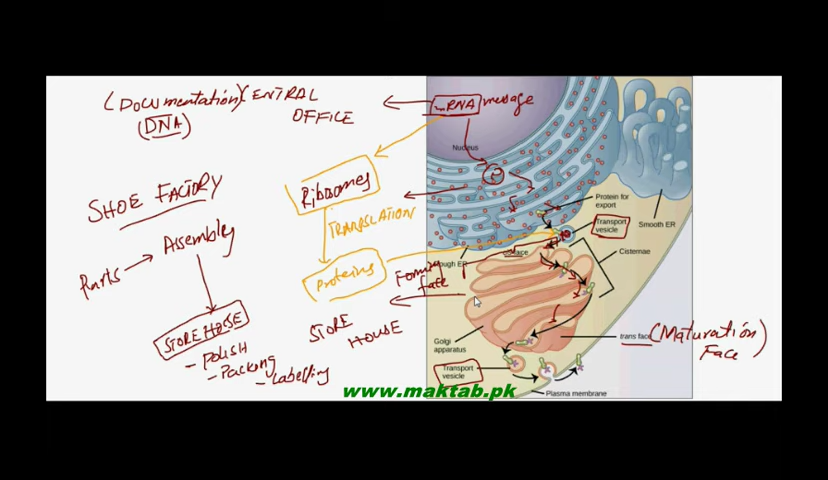 (DOCUMENTATION) CENTRAL
OFFICE
(DNA)
mRNA message
Nucleus
SHOE FACTORY
Ribosomes
TRANSLATION
Protein for
export
Transport
vesicle
Smooth ER
Parts → Assembly
Proteins
Forming
face
Cisternae
STORE HOUSE
- POLISH
- Packing
- Labelling
STORE
HOUSE
Golgi
apparatus
trans face (Maturation
Face)
Transport
vesicle
Plasma membrane
www.maktab.pk